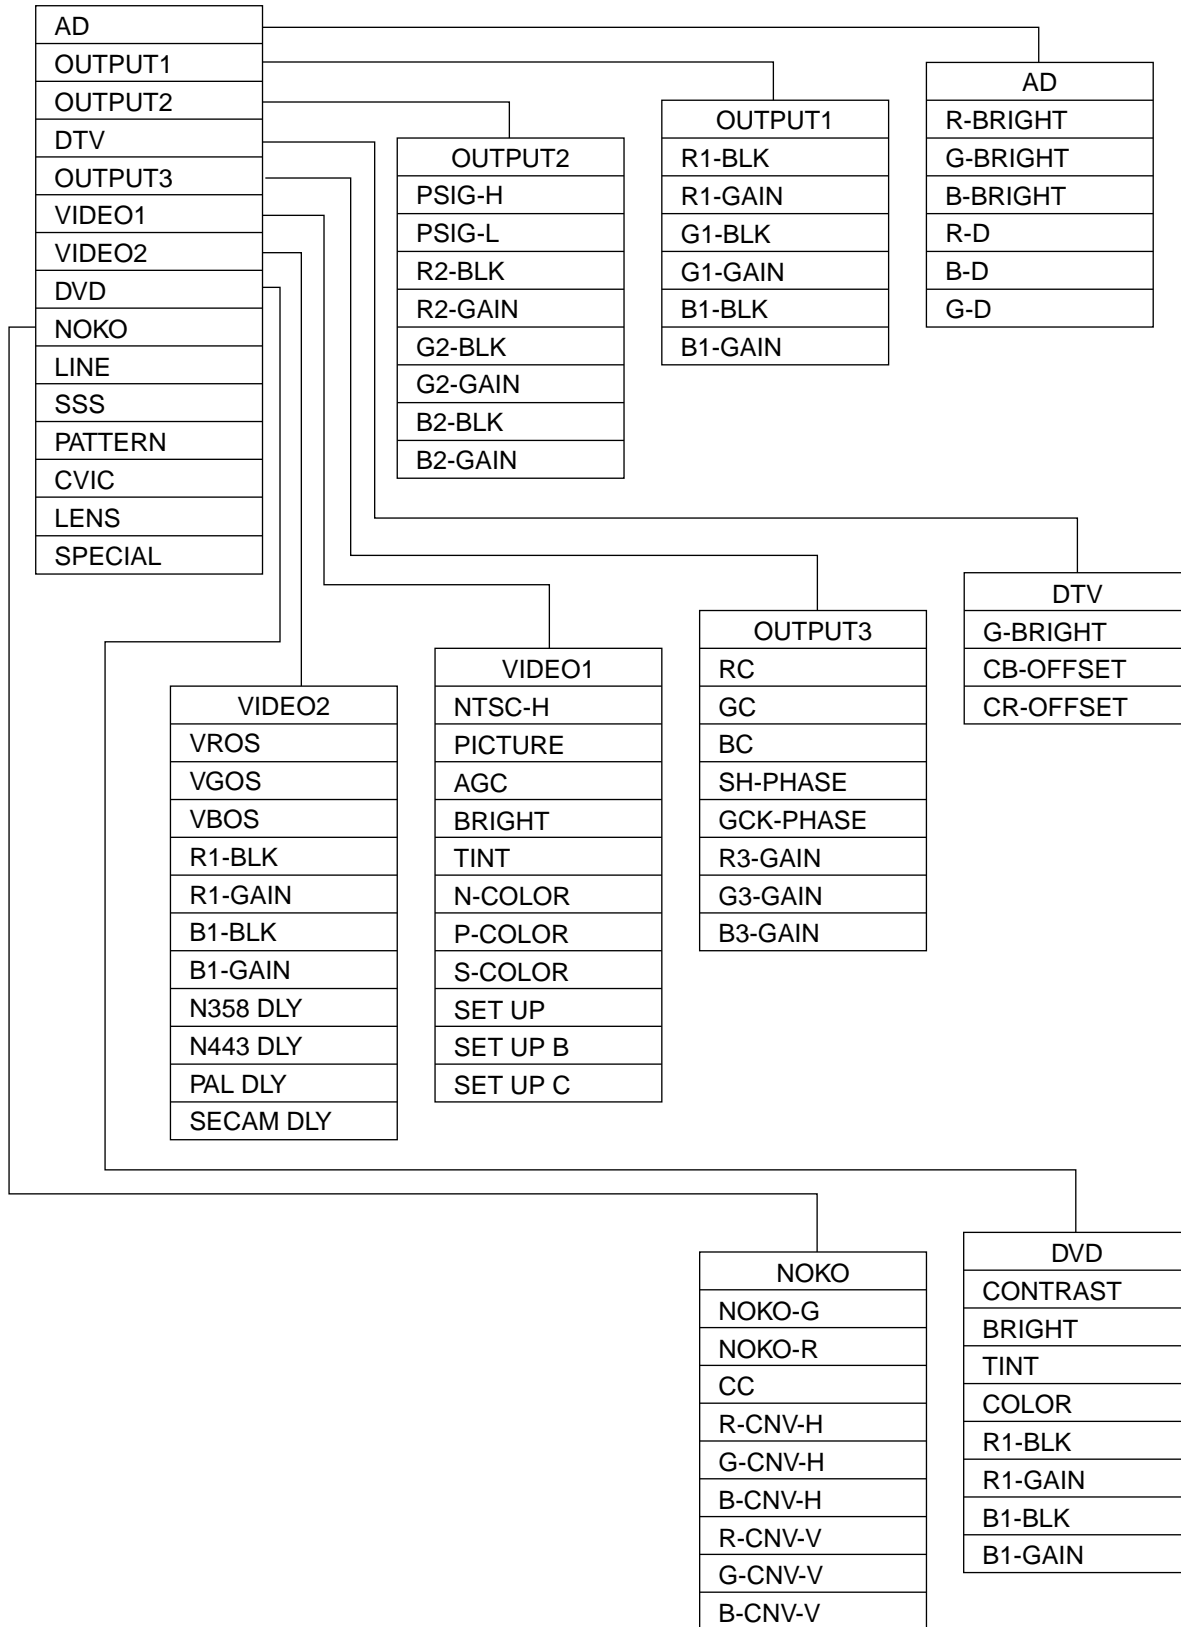 AD
OUTPUT1
OUTPUT2
DTV
OUTPUT3
VIDEO1
VIDEO2
DVD
NOKO
LINE
SSS
PATTERN
CVIC
LENS
SPECIAL
OUTPUT2
PSIG-H
PSIG-L
R2-BLK
R2-GAIN
G2-BLK
G2-GAIN
B2-BLK
B2-GAIN
OUTPUT1
R1-BLK
R1-GAIN
G1-BLK
G1-GAIN
B1-BLK
B1-GAIN
AD
R-BRIGHT
G-BRIGHT
B-BRIGHT
R-D
B-D
G-D
VIDEO2
VROS
VGOS
VBOS
R1-BLK
R1-GAIN
B1-BLK
B1-GAIN
N358 DLY
N443 DLY
PAL DLY
SECAM DLY
VIDEO1
NTSC-H
PICTURE
AGC
BRIGHT
TINT
N-COLOR
P-COLOR
S-COLOR
SET UP
SET UP B
SET UP C
OUTPUT3
RC
GC
BC
SH-PHASE
GCK-PHASE
R3-GAIN
G3-GAIN
B3-GAIN
DTV
G-BRIGHT
CB-OFFSET
CR-OFFSET
NOKO
NOKO-G
NOKO-R
CC
R-CNV-H
G-CNV-H
B-CNV-H
R-CNV-V
G-CNV-V
B-CNV-V
DVD
CONTRAST
BRIGHT
TINT
COLOR
R1-BLK
R1-GAIN
B1-BLK
B1-GAIN